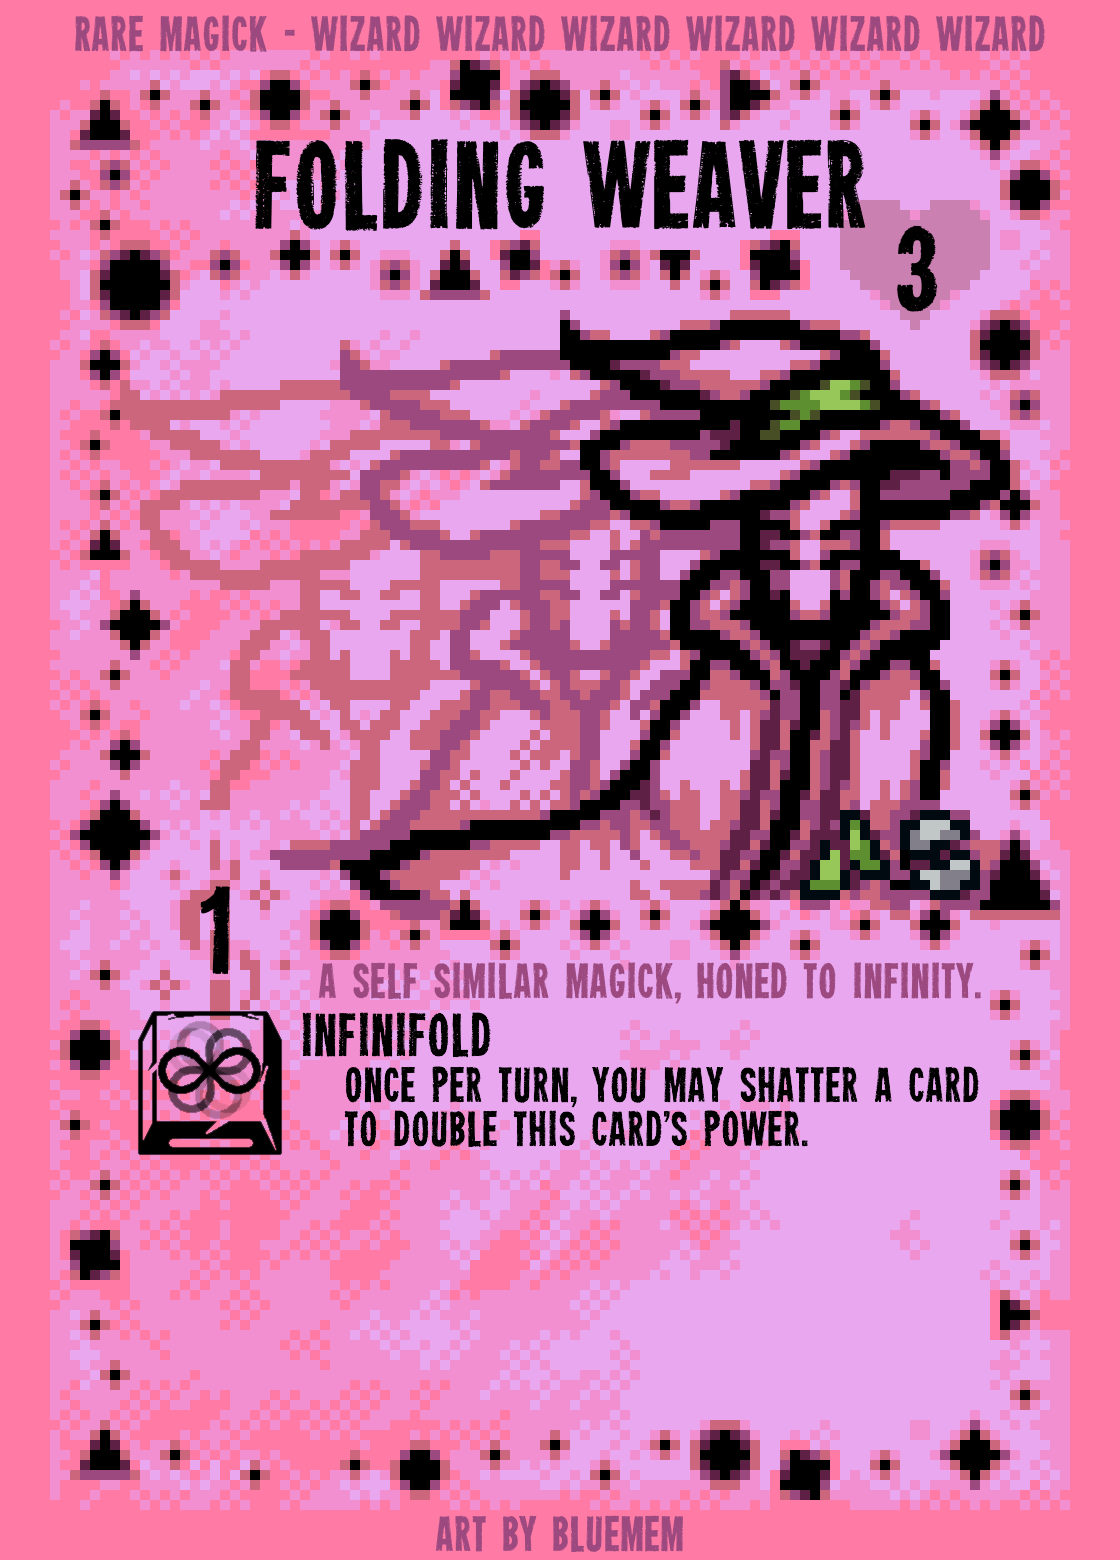 RARE MAGICK - WIZARD WIZARD WIZARD WIZARD WIZARD WIZARD
FOLDING WEAVER
3
1
A SELF SIMILAR MAGICK, HONED TO INFINITY.
INFINIFOLD
ONCE PER TURN, YOU MAY SHATTER A CARD
TO DOUBLE THIS CARD'S POWER.
ART BY BLUEMEM